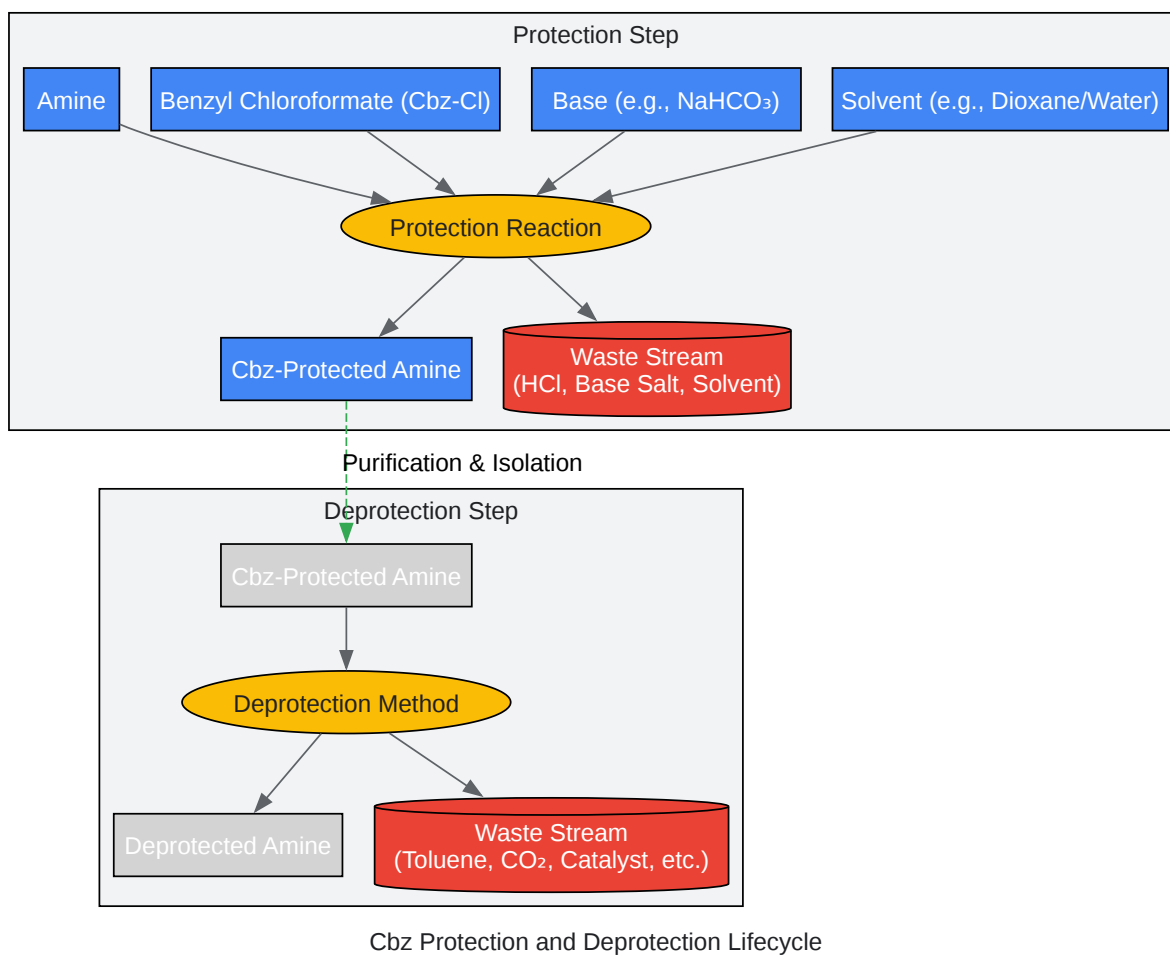 Protection Step
Amine
Benzyl Chloroformate (Cbz-Cl)
Base (e.g., NaHCO₃)
Solvent (e.g., Dioxane/Water)
Protection Reaction
Cbz-Protected Amine
Waste Stream
(HCl, Base Salt, Solvent)
Purification & Isolation
Deprotection Step
Cbz-Protected Amine
Deprotection Method
Deprotected Amine
Waste Stream
(Toluene, CO₂, Catalyst, etc.)
Cbz Protection and Deprotection Lifecycle